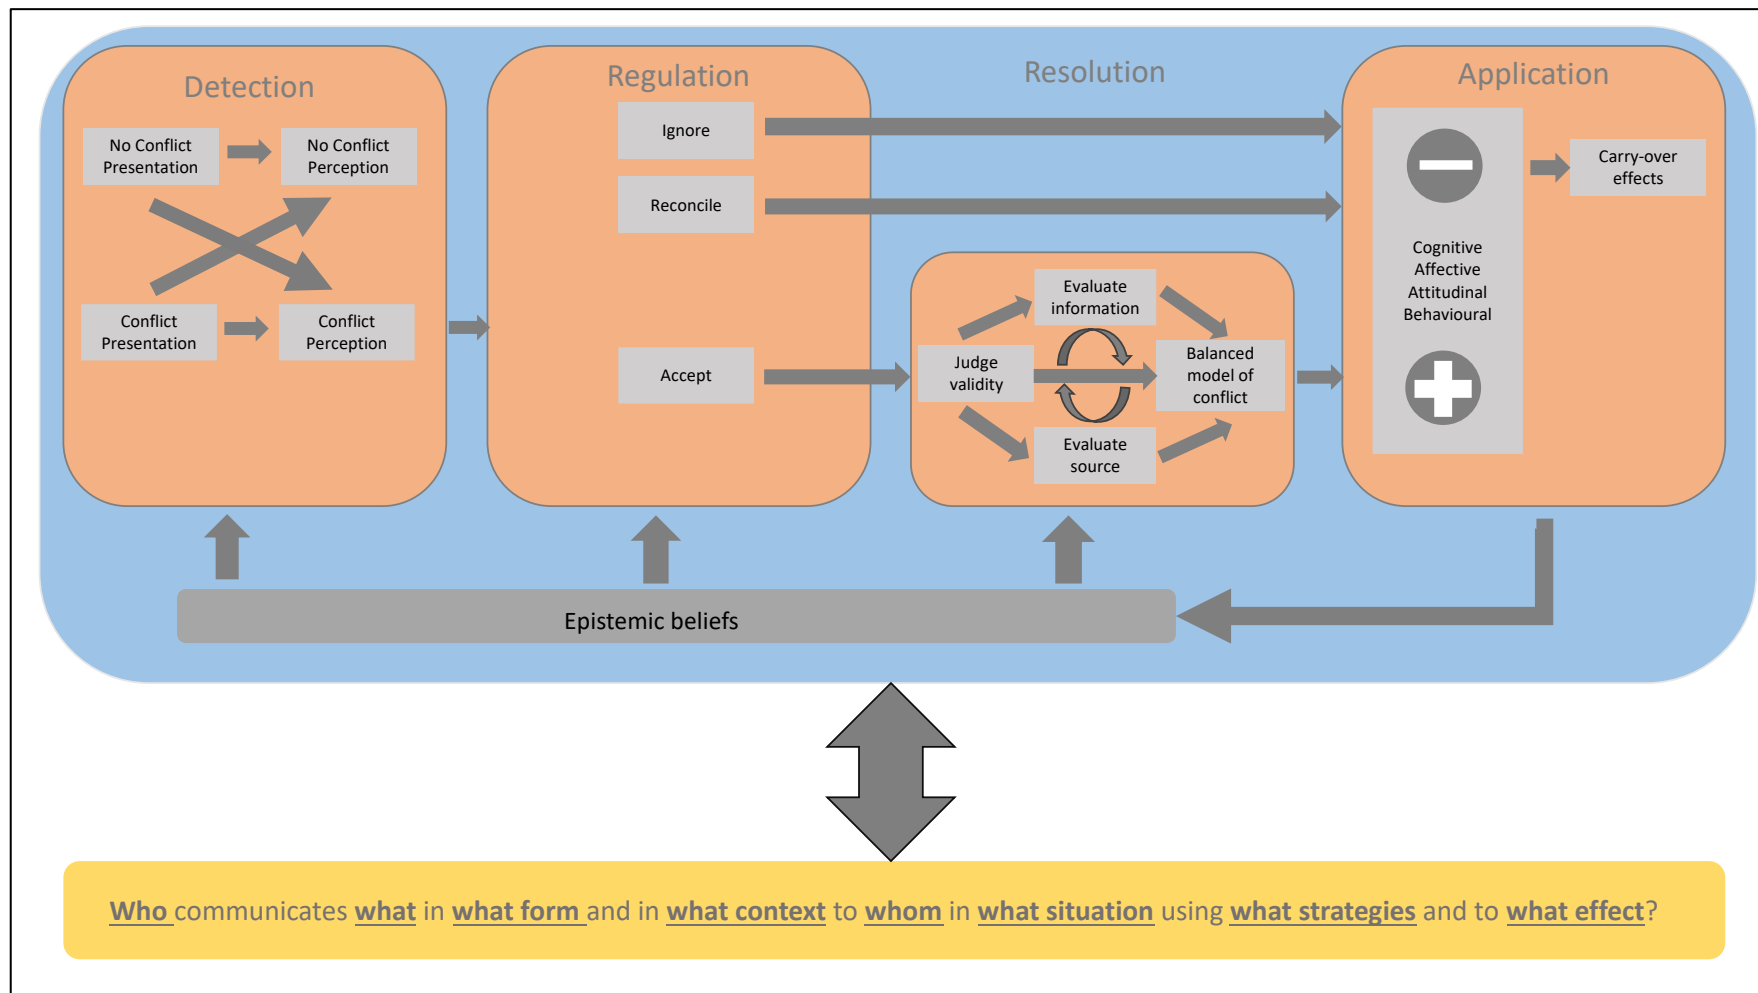 Detection
No Conflict
Presentation
No Conflict
Perception
Conflict
Presentation
Conflict
Perception
Regulation
Ignore
Reconcile
Accept
Resolution
Evaluate
information
Judge
validity
Balanced
model of
conflict
Evaluate
source
Application
Cognitive
Affective
Attitudinal
Behavioural
Carry-over
effects
Epistemic beliefs
Who communicates what in what form and in what context to whom in what situation using what strategies and to what effect?